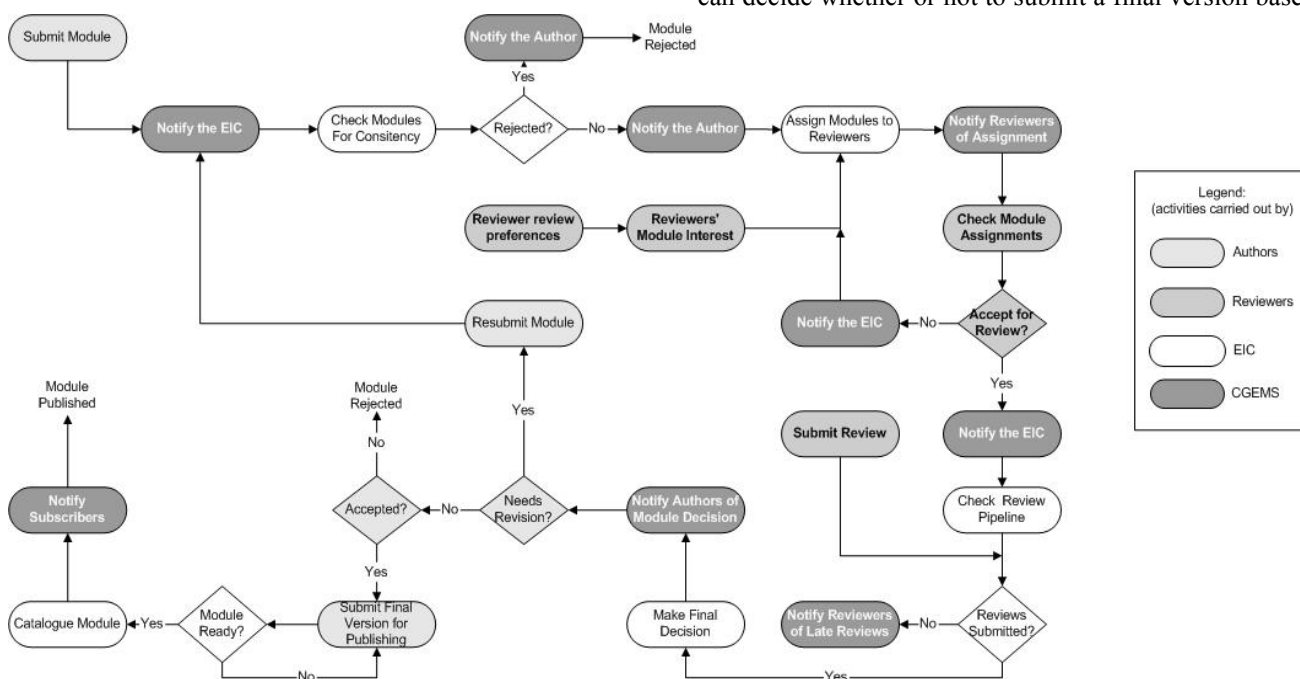 can decide whether or not to submit a final version base
Submit Module
Notify the Author
Module
Rejected
Yes
Notify the EIC
Check Modules
For Consitency
Rejected?
No
Notify the Author
Assign Modules to
Reviewers
Notify Reviewers
of Assignment
Legend:
(activities carried out by)
Authors
Reviewers
EIC
CGEMS
Reviewer review
preferences
Reviewers'
Module Interest
Check Module
Assignments
Resubmit Module
Notify the EIC
No
Accept for
Review?
Yes
Module
Published
Module
Rejected
Yes
No
Submit Review
Notify the EIC
Notify
Subscribers
Accepted?
No
Needs
Revision?
Notify Authors of
Module Decision
Check Review
Pipeline
Yes
Catalogue Module
Yes
Module
Ready?
Submit Final
Version for
Publishing
Make Final
Decision
Notify Reviewers
of Late Reviews
No
Reviews
Submitted?
No
Yes